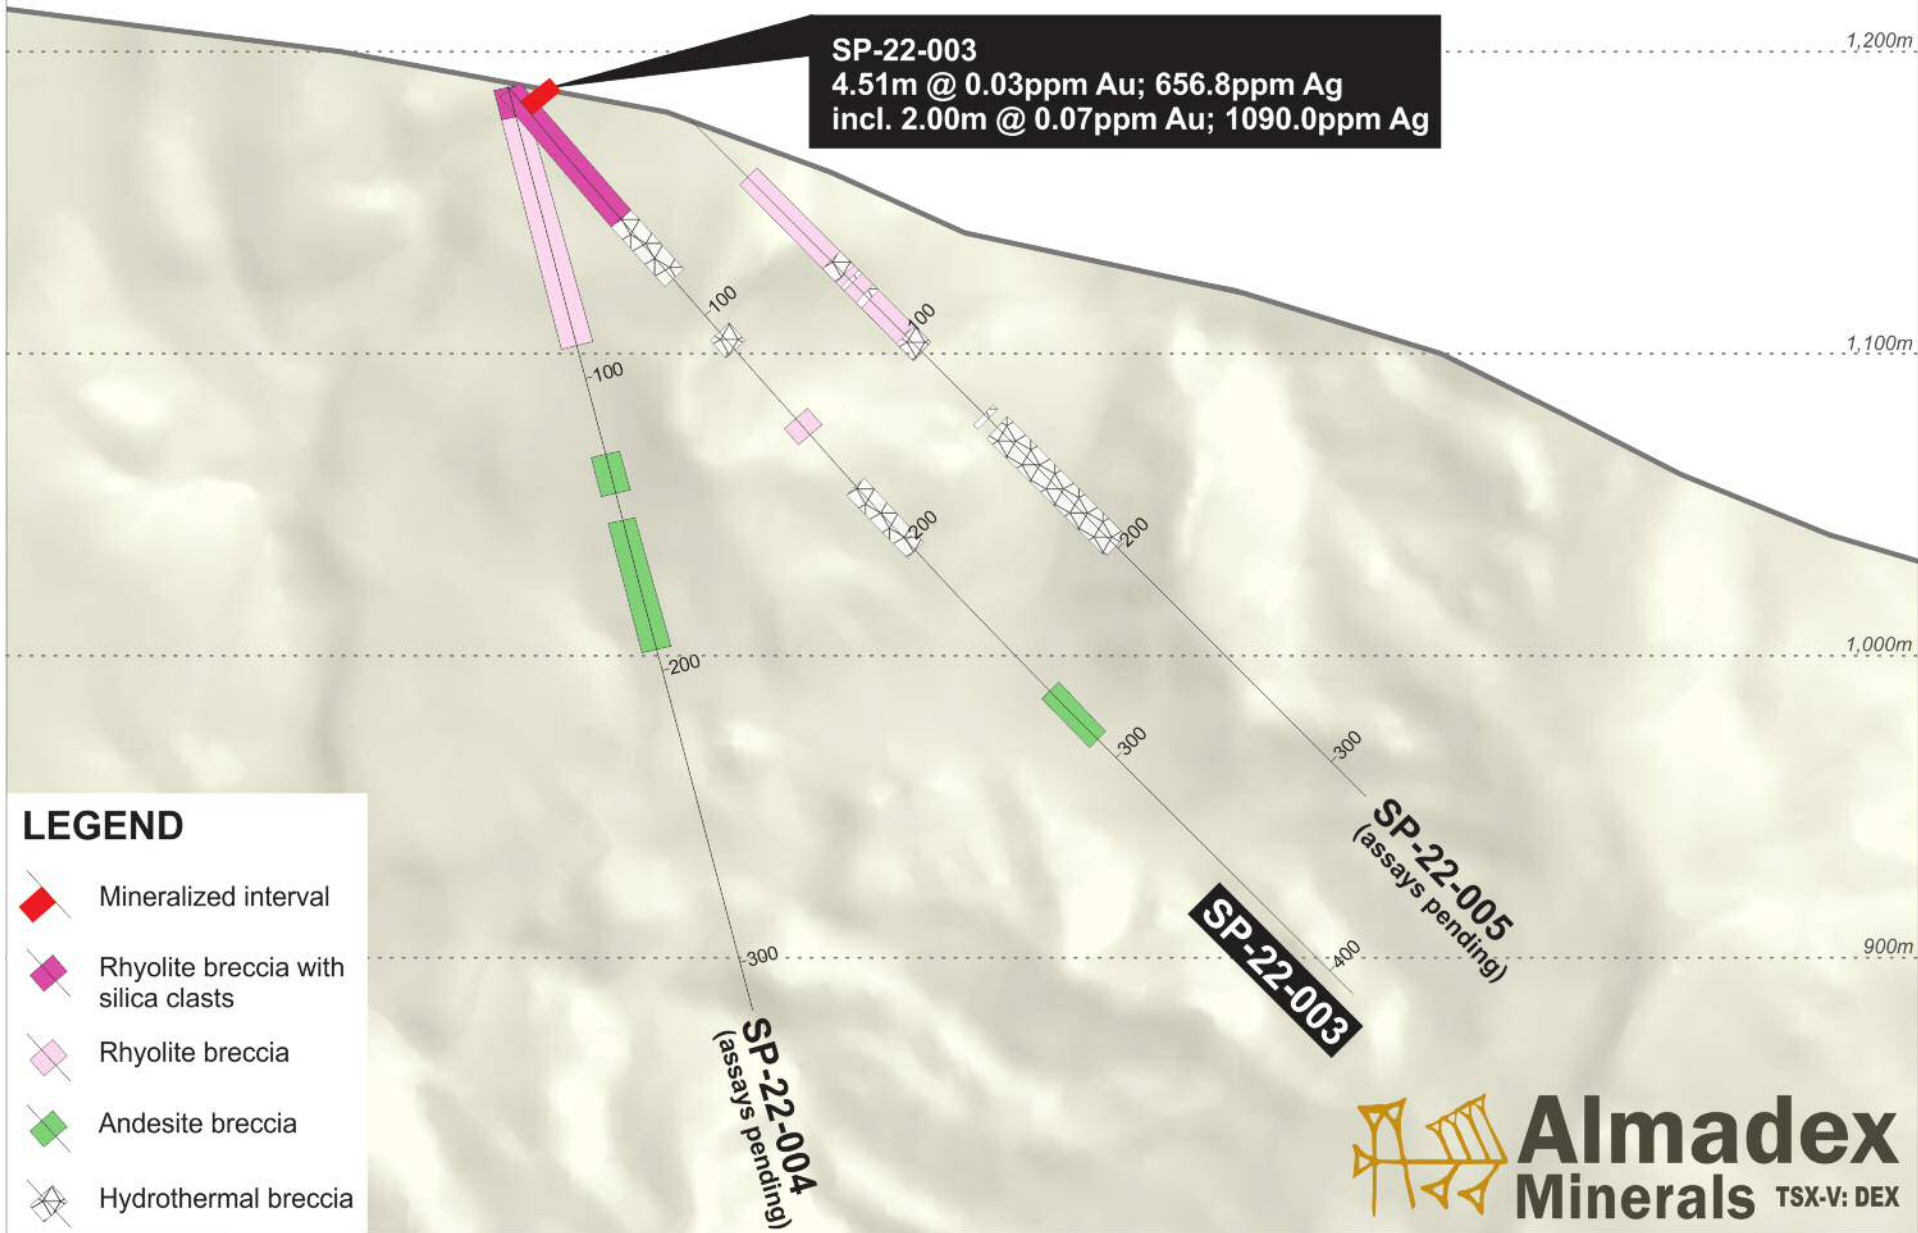 SP-22-003
4.51m @ 0.03ppm Au; 656.8ppm Ag
incl. 2.00m @ 0.07ppm Au; 1090.0ppm Ag
1,200m
1,100m
1,000m
900m
100
200
300
100
200
300
400
100
200
300
SP-22-004
(assays pending)
SP-22-003
SP-22-005
(assays pending)
LEGEND
Mineralized interval
Rhyolite breccia with
silica clasts
Rhyolite breccia
Andesite breccia
Hydrothermal breccia
Almadex
Minerals TSX-V: DEX